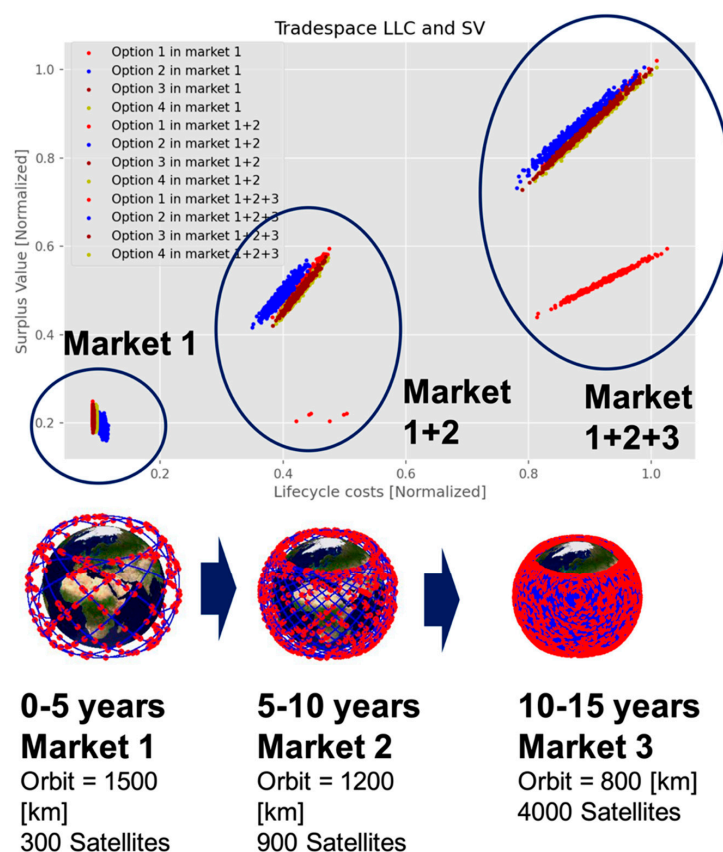 Tradespace LLC and SV
Surplus Value [Normalized]
1.0
0.8
0.6
0.4
0.2
Option 1 in market 1
Option 2 in market 1
Option 3 in market 1
Option 4 in market 1
Option 1 in market 1+2
Option 2 in market 1+2
Option 3 in market 1+2
Option 4 in market 1+2
Option 1 in market 1+2+3
Option 2 in market 1+2+3
Option 3 in market 1+2+3
Option 4 in market 1+2+3
Market 1
Market
1+2
Market
1+2+3
0.2
0.4
0.6
0.8
1.0
Lifecycle costs [Normalized]
0-5 years
Market 1
Orbit = 1500
[km]
300 Satellites
5-10 years
Market 2
Orbit = 1200
[km]
900 Satellites
10-15 years
Market 3
Orbit = 800 [km]
4000 Satellites